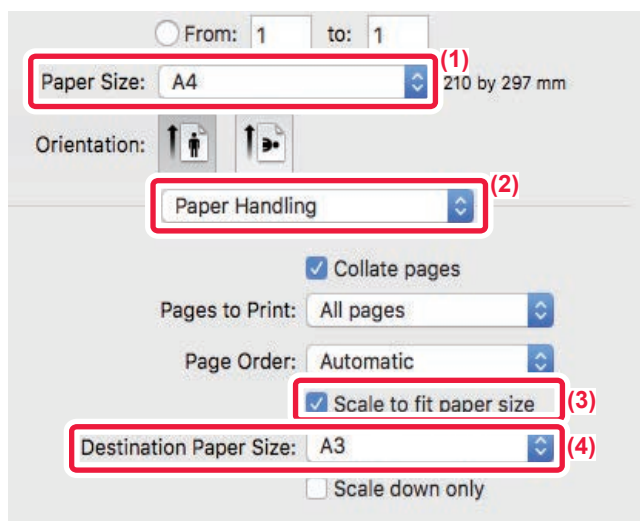 From: 1 to: 1
(1)
Paper Size: A4 210 by 297 mm
Orientation:
(2)
Paper Handling
Collate pages
Pages to Print: All pages
Page Order: Automatic
Scale to fit paper size (3)
Destination Paper Size: A3 (4)
Scale down only